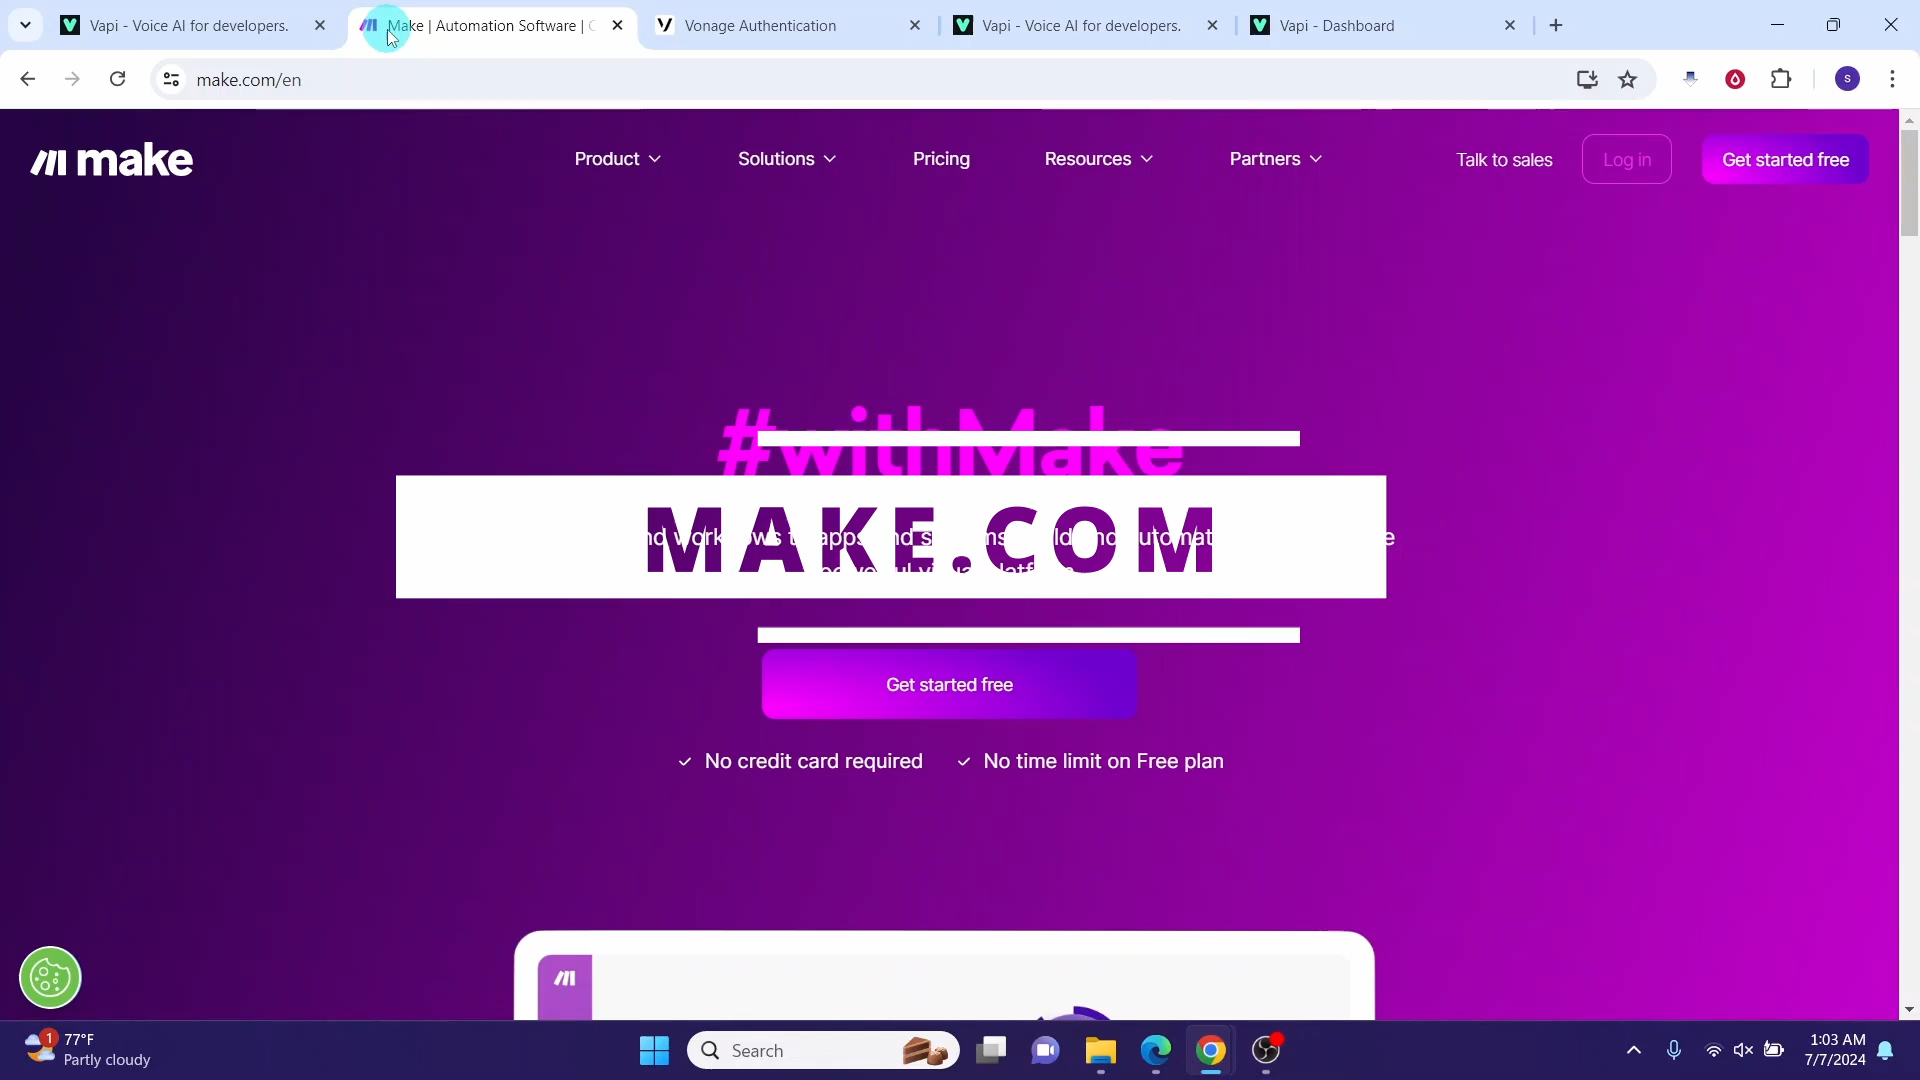 Vapi - Voice AI for developers.
Make | Automation Software | C
Vonage Authentication
Vapi - Voice AI for developers.
Vapi - Dashboard
make.com/en
s
make
Product
Solutions
Pricing
Resources
Partners
Talk to sales
Log in
Get started free
#withMake
MAKE.COM
Get started free
No credit card required
No time limit on Free plan
1
77°F
Partly cloudy
Search
1:03 AM
7/7/2024